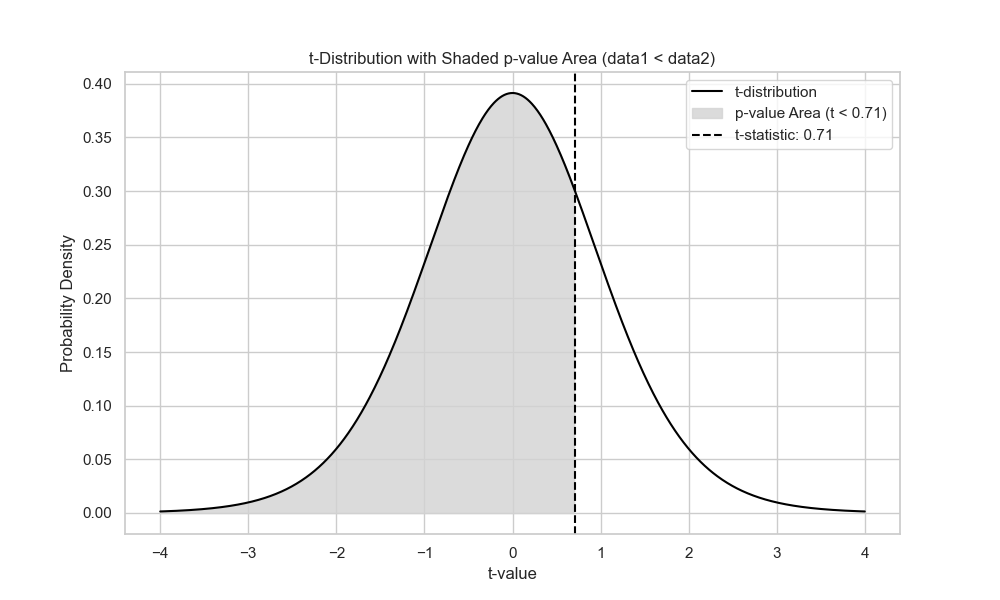 t-Distribution with Shaded p-value Area (data1 < data2)
t-distribution
p-value Area (t < 0.71)
t-statistic: 0.71
Probability Density
0.40
0.35
0.30
0.25
0.20
0.15
0.10
0.05
0.00
−4 −3 −2 −1 0 1 2 3 4
t-value